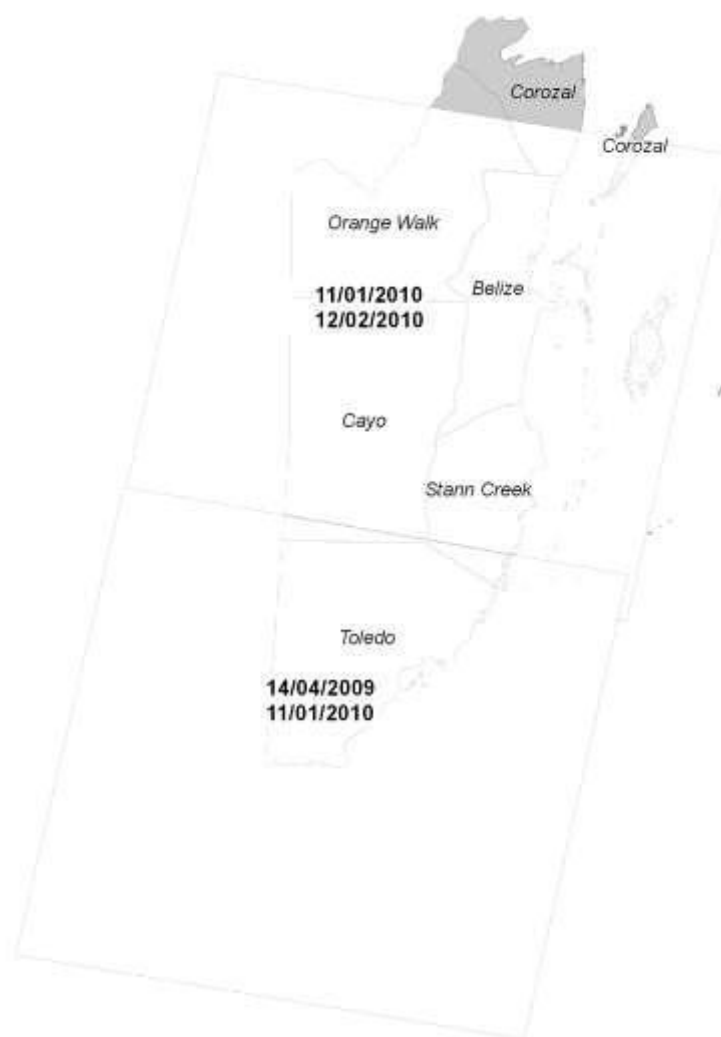 Corozal
Corozal
Orange Walk
Belize
11/01/2010
12/02/2010
Cayo
Stann Creek
Toledo
14/04/2009
11/01/2010